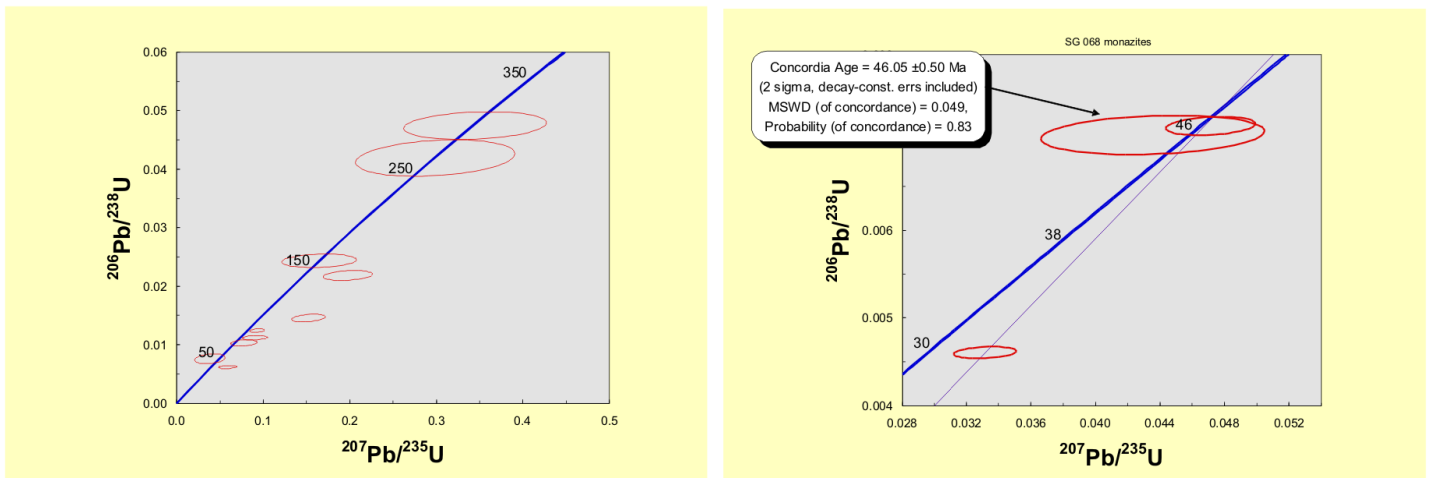 0.06
0.05
0.04
0.03
0.02
0.01
0.00
0.0 0.1 0.2 0.3 0.4 0.5
350
250
150
50
206Pb/238U
207Pb/235U
SG 068 monazites
Concordia Age = 46.05 ±0.50 Ma
(2 sigma, decay-const. errs included)
MSWD (of concordance) = 0.049,
Probability (of concordance) = 0.83
46
38
30
0.006
0.005
0.004
0.028 0.032 0.036 0.040 0.044 0.048 0.052
206Pb/238U
207Pb/235U